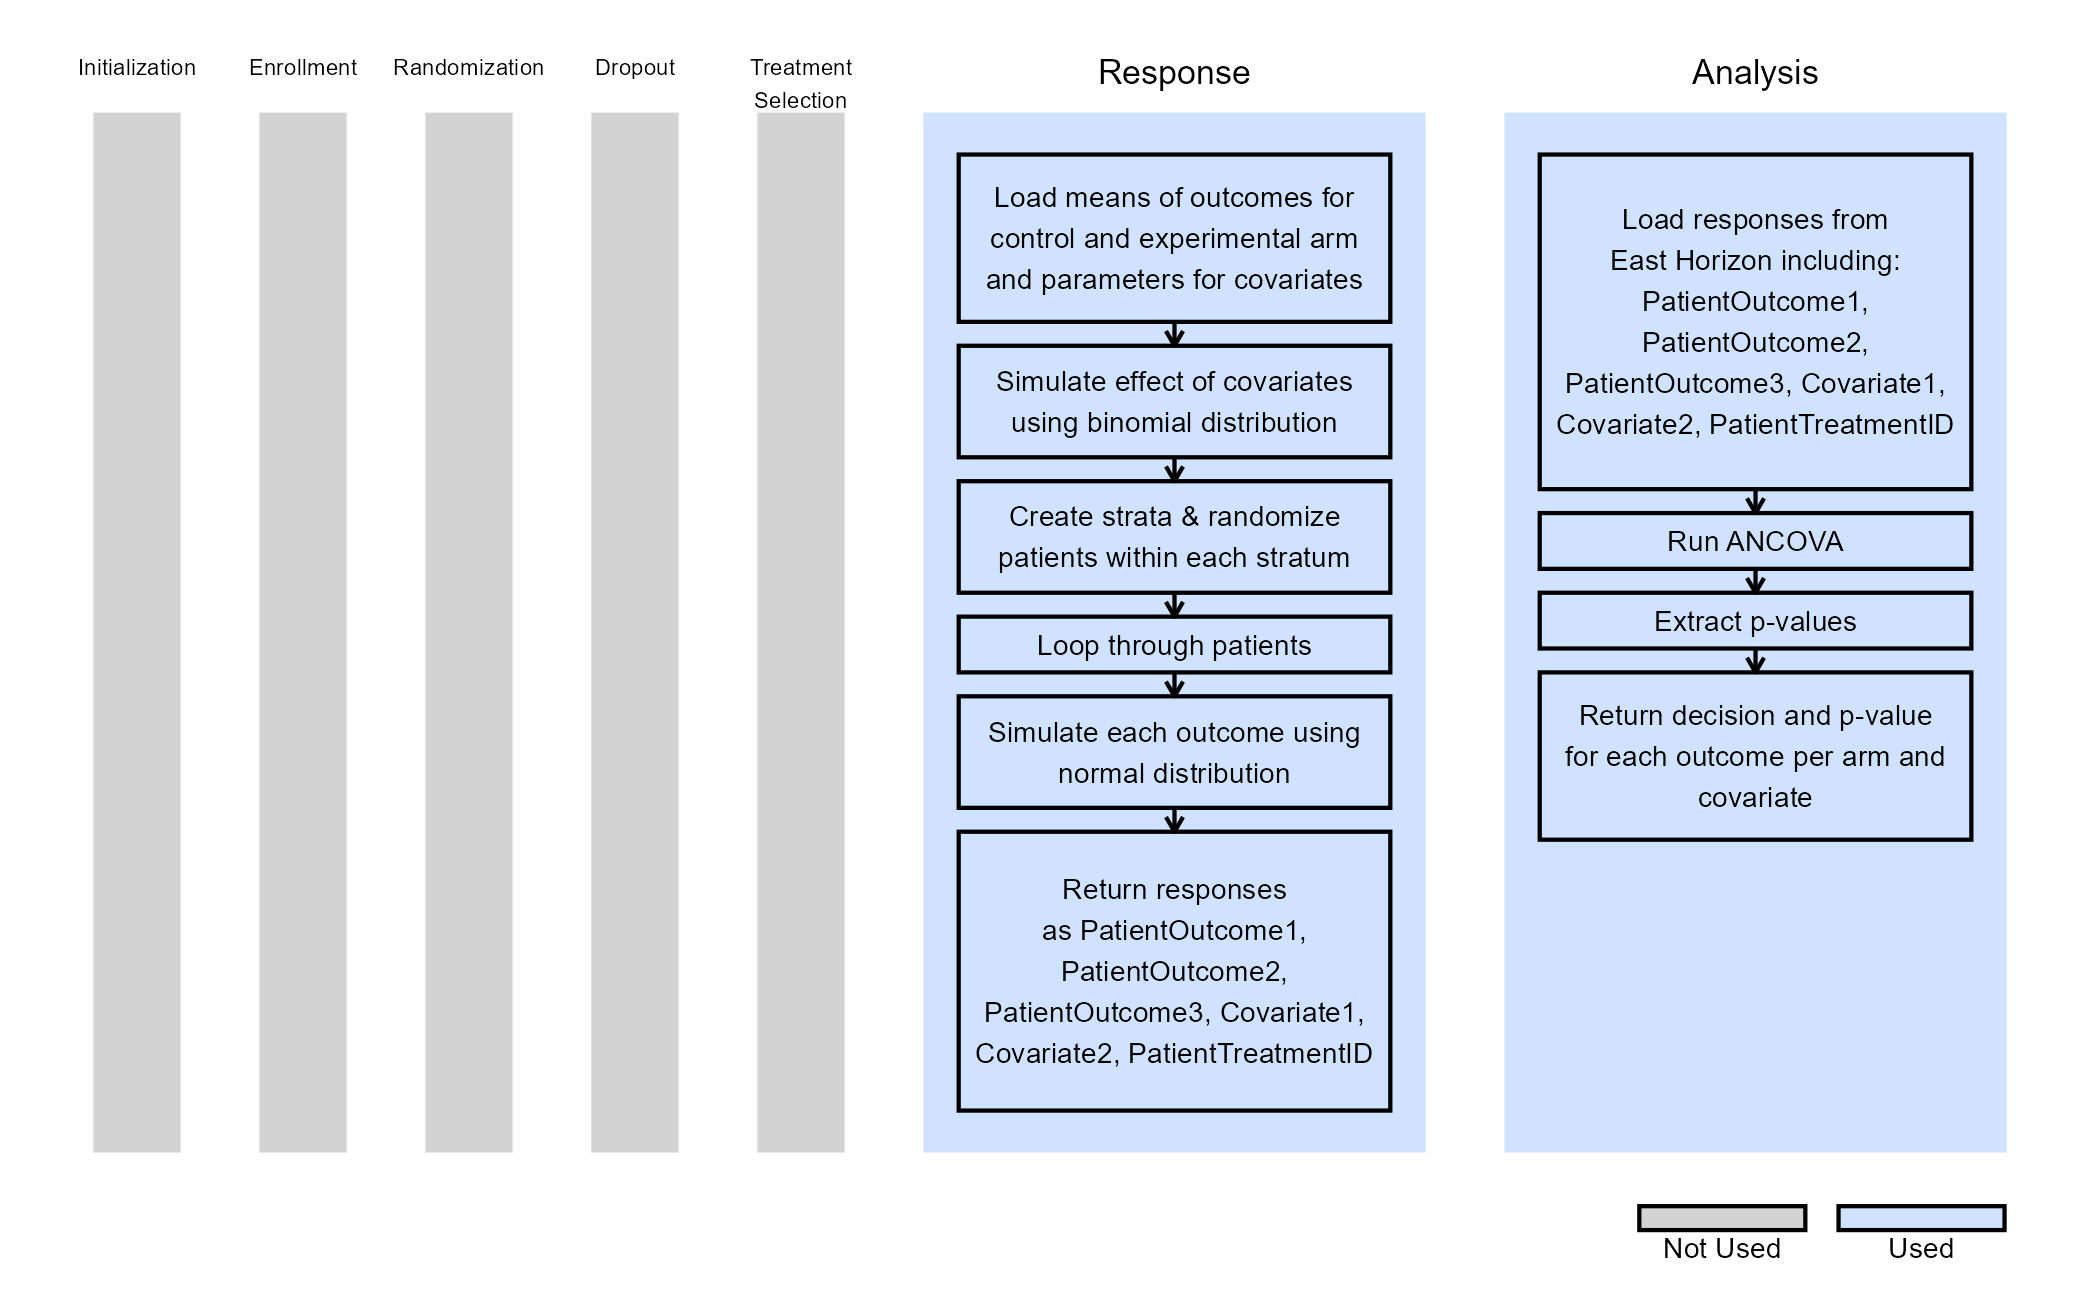 Initialization
Enrollment
Randomization
Dropout
Treatment
Selection
Response
Analysis
Load means of outcomes for
control and experimental arm
and parameters for covariates
Simulate effect of covariates
using binomial distribution
Create strata & randomize
patients within each stratum
Loop through patients
Simulate each outcome using
normal distribution
Return responses
as PatientOutcome1,
PatientOutcome2,
PatientOutcome3, Covariate1,
Covariate2, PatientTreatmentID
Load responses from
East Horizon including:
PatientOutcome1,
PatientOutcome2,
PatientOutcome3, Covariate1,
Covariate2, PatientTreatmentID
Run ANCOVA
Extract p-values
Return decision and p-value
for each outcome per arm and
covariate
Not Used
Used